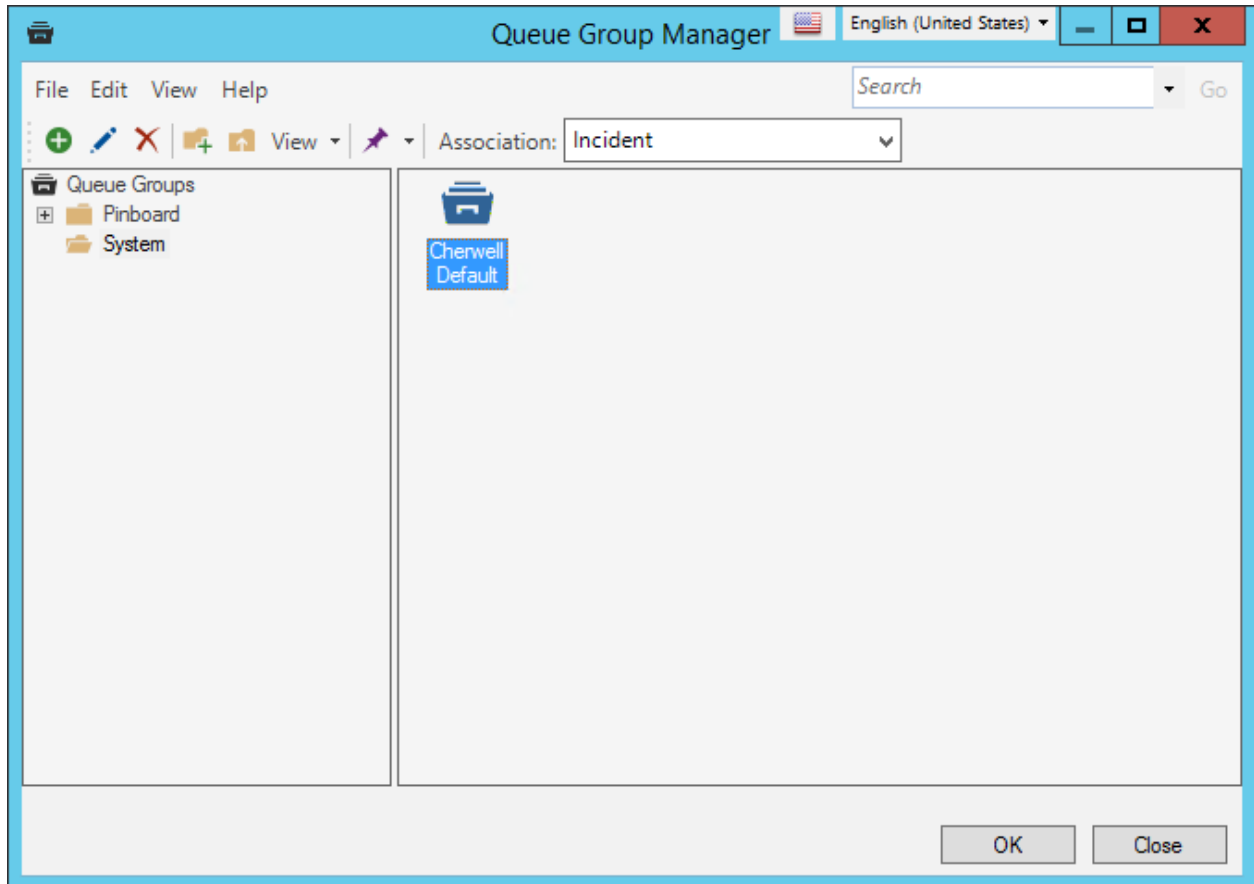 Queue Group Manager
English (United States)
File Edit View Help
Search
Go
View
Association:
Incident
Queue Groups
Pinboard
System
Cherwell
Default
OK
Close